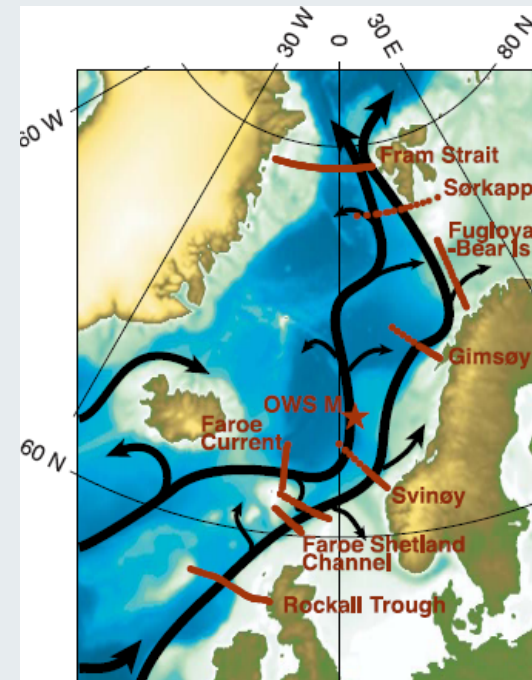 30 W
0
30 E
80 N
60 W
Fram Strait
Sørkapp
Fugloya
-Bear Is
Gimsøy
OWS M
Faroe
Current
60 N
Svinøy
Faroe Shetland
Channel
Rockall Trough